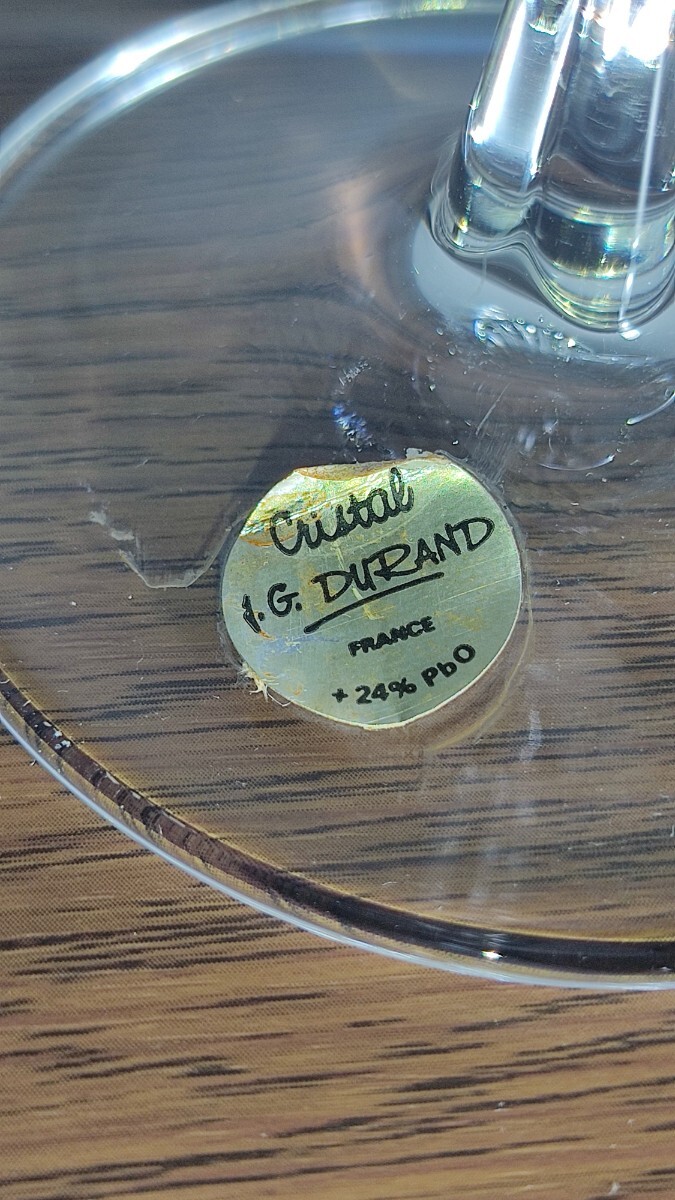 Cristal
J.G. DURAND
FRANCE
+ 24% PbO